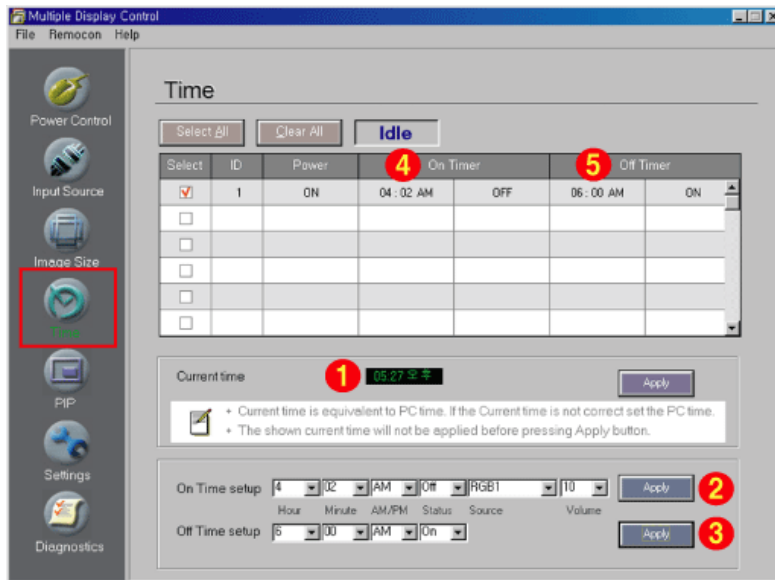 Multiple Display Control
File Remocon Help
Time
Power Control
Select All Clear All Idle
Select ID Power 4 On Timer 5 Off Timer
Input Source
1 ON 04 : 02 AM OFF 06 : 00 AM ON
Image Size
Time
PIP
Current time 1 05:27 오후 Apply
+ Current time is equivalent to PC time. If the Current time is not correct set the PC time.
+ The shown current time will not be applied before pressing Apply button.
Settings
On Time setup 4 02 AM Off RGB1 10 Apply 2
Hour Minute AM/PM Status Source Volume
Off Time setup 6 00 AM On Apply 3
Diagnostics